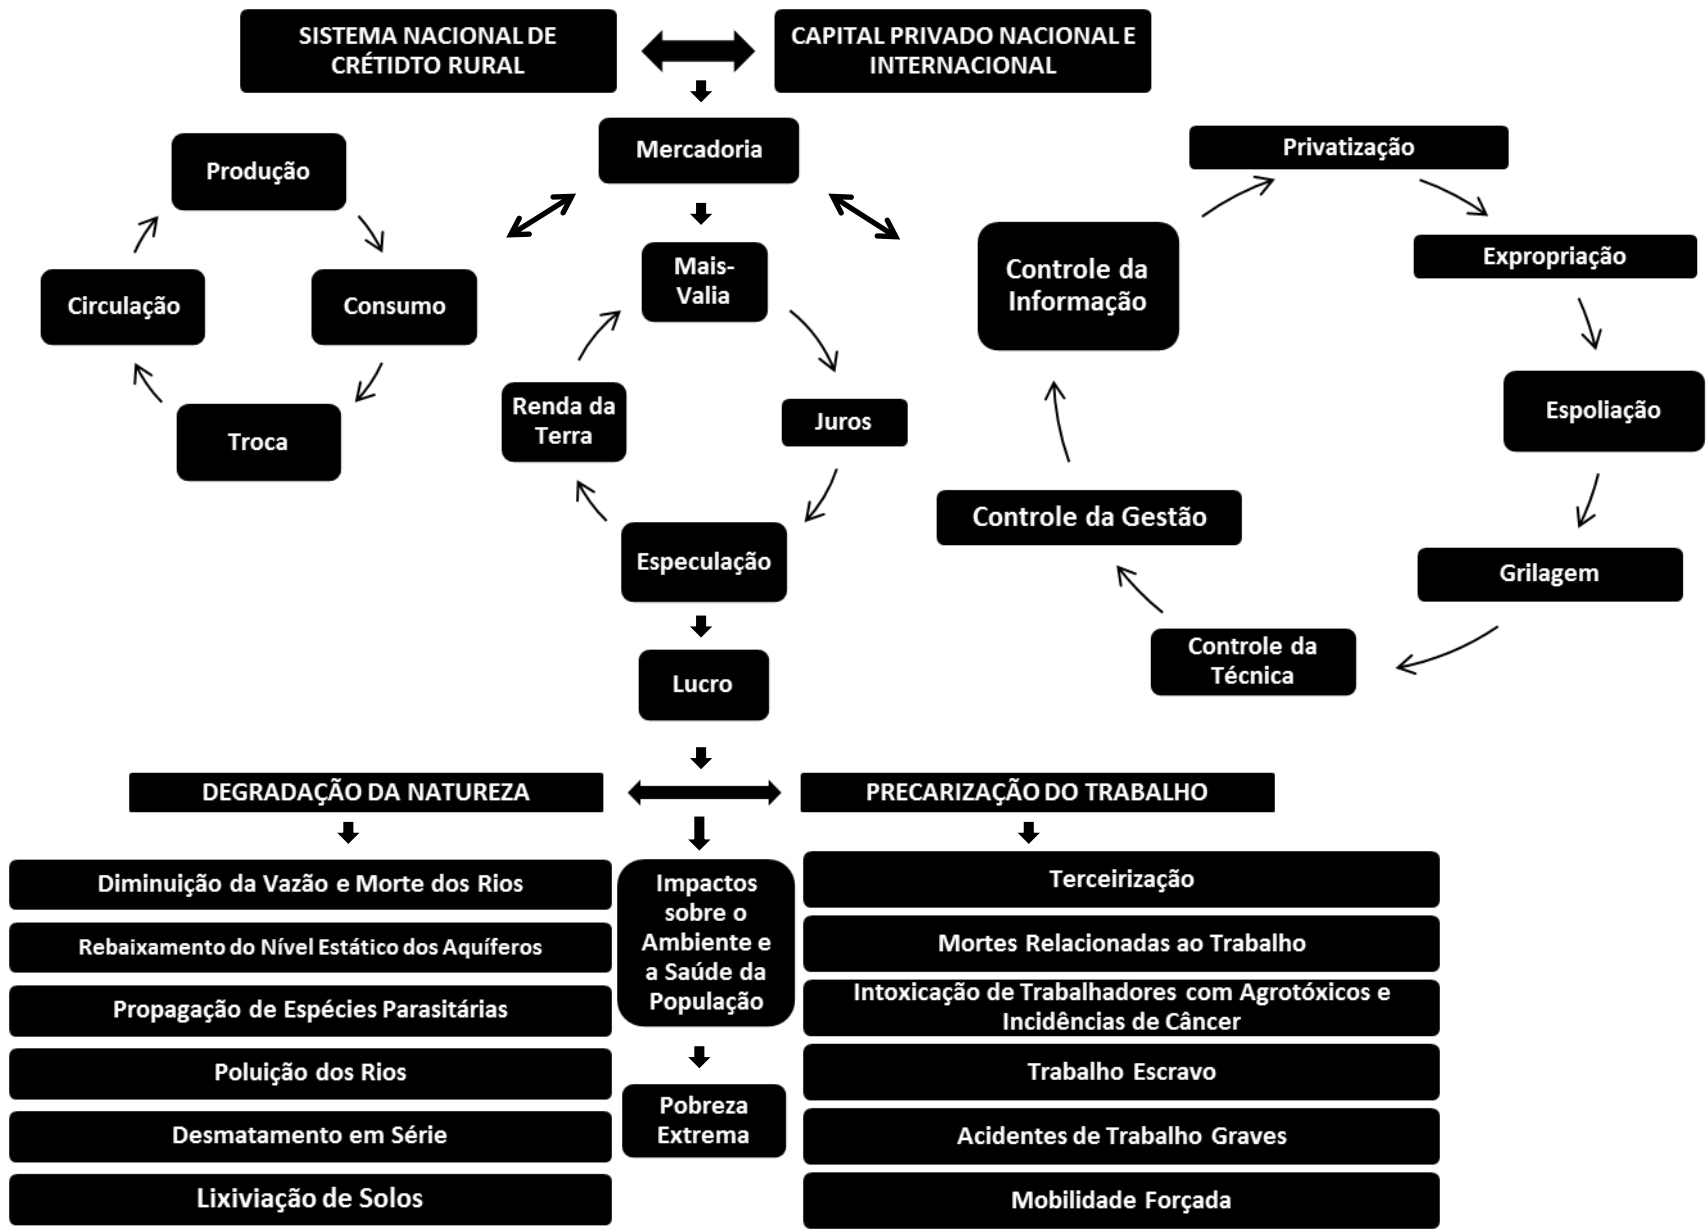 SISTEMA NACIONAL DE
CRÉTIDTO RURAL
CAPITAL PRIVADO NACIONAL E
INTERNACIONAL
Mercadoria
Produção
Consumo
Troca
Circulação
Mais-
Valia
Juros
Especulação
Renda da
Terra
Lucro
Privatização
Expropriação
Espoliação
Grilagem
Controle da
Técnica
Controle da Gestão
Controle da
Informação
DEGRADAÇÃO DA NATUREZA
PRECARIZAÇÃO DO TRABALHO
Diminuição da Vazão e Morte dos Rios
Rebaixamento do Nível Estático dos Aquíferos
Propagação de Espécies Parasitárias
Poluição dos Rios
Desmatamento em Série
Lixiviação de Solos
Impactos
sobre o
Ambiente e
a Saúde da
População
Pobreza
Extrema
Terceirização
Mortes Relacionadas ao Trabalho
Intoxicação de Trabalhadores com Agrotóxicos e
Incidências de Câncer
Trabalho Escravo
Acidentes de Trabalho Graves
Mobilidade Forçada